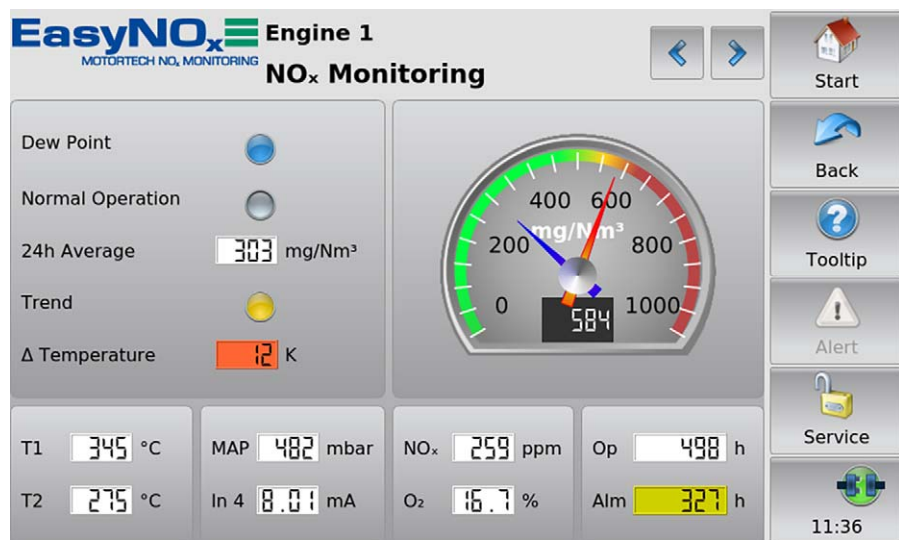 EasyNOx
MOTORTECH NOx MONITORING
Engine 1
NOx Monitoring
Start
Back
Tooltip
Alert
Service
11:36
Dew Point
Normal Operation
24h Average 303 mg/Nm³
Trend
Δ Temperature 12 K
0 200 400 600 800 1000
mg/Nm³
584
T1 345 °C
T2 275 °C
MAP 482 mbar
In 4 8.01 mA
NOx 259 ppm
O₂ 16.7 %
Op 498 h
Alm 327 h